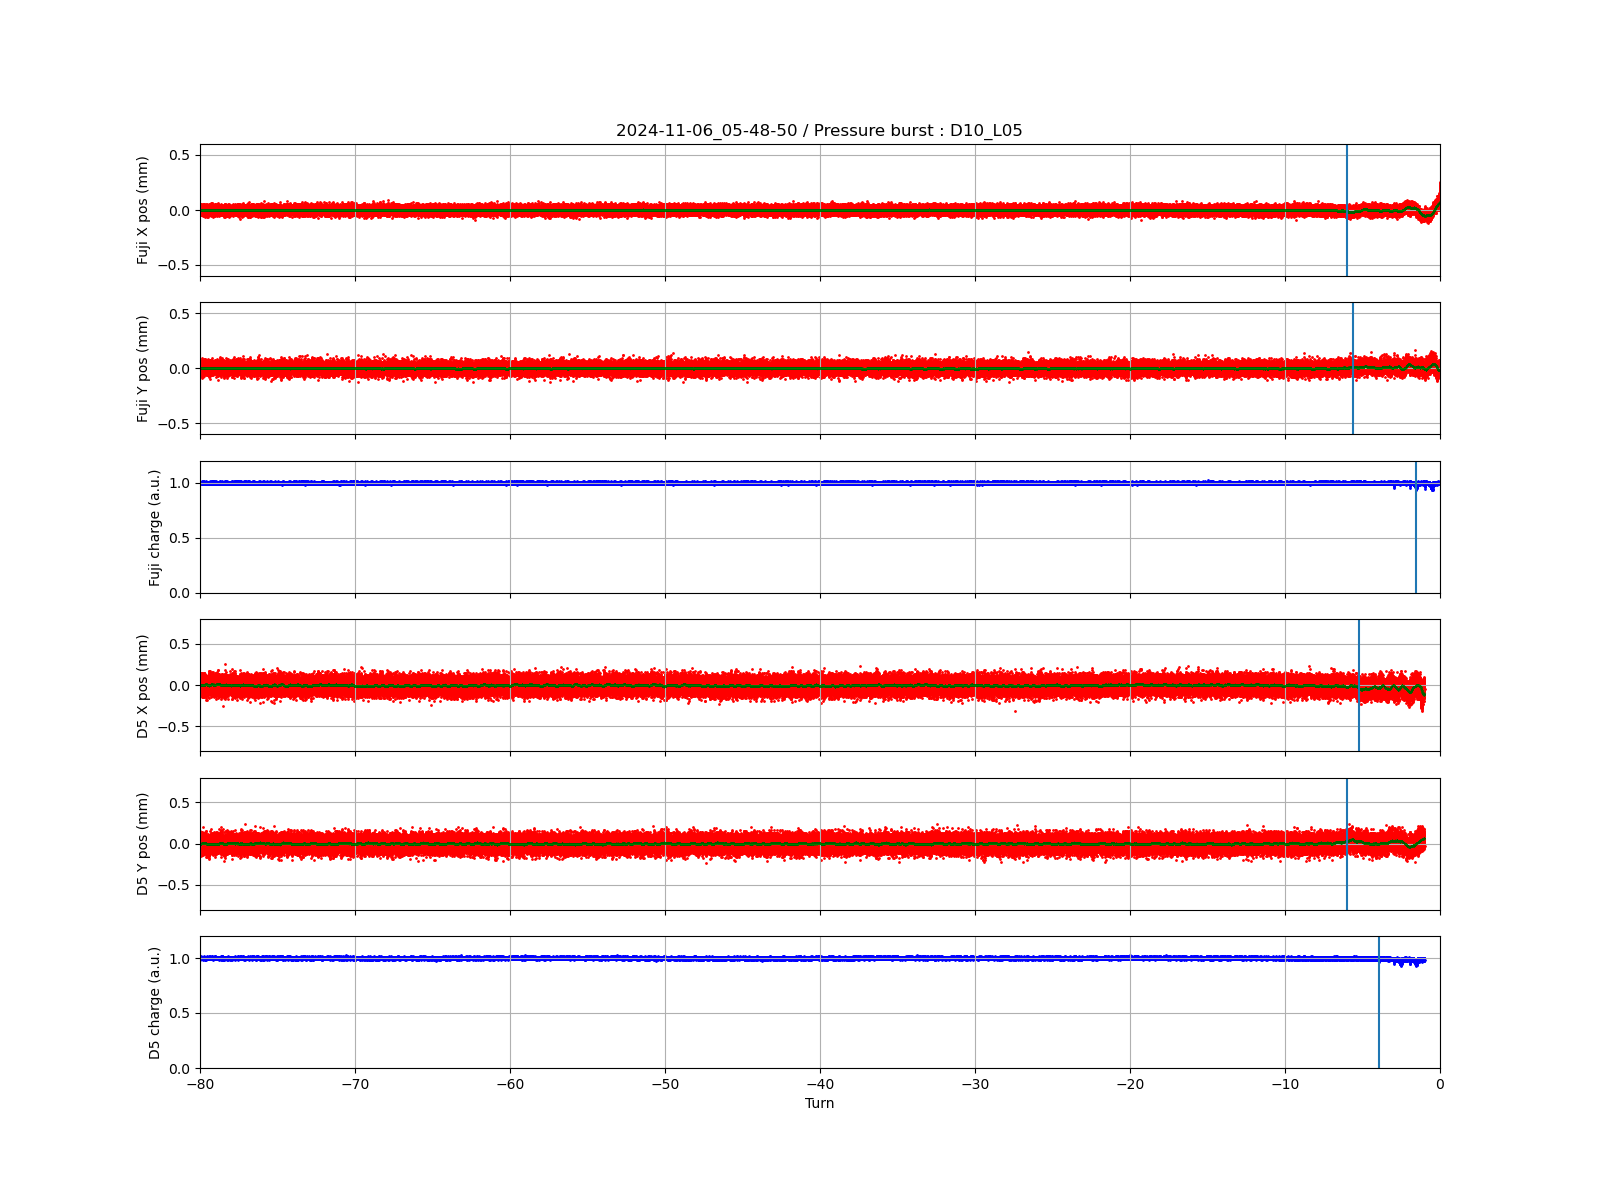 2024-11-06_05-48-50 / Pressure burst : D10_L05
Fuji X pos (mm)
0.5
0.0
−0.5
Fuji Y pos (mm)
0.5
0.0
−0.5
Fuji charge (a.u.)
1.0
0.5
0.0
D5 X pos (mm)
0.5
0.0
−0.5
D5 Y pos (mm)
0.5
0.0
−0.5
D5 charge (a.u.)
1.0
0.5
0.0
−80 −70 −60 −50 −40 −30 −20 −10 0
Turn